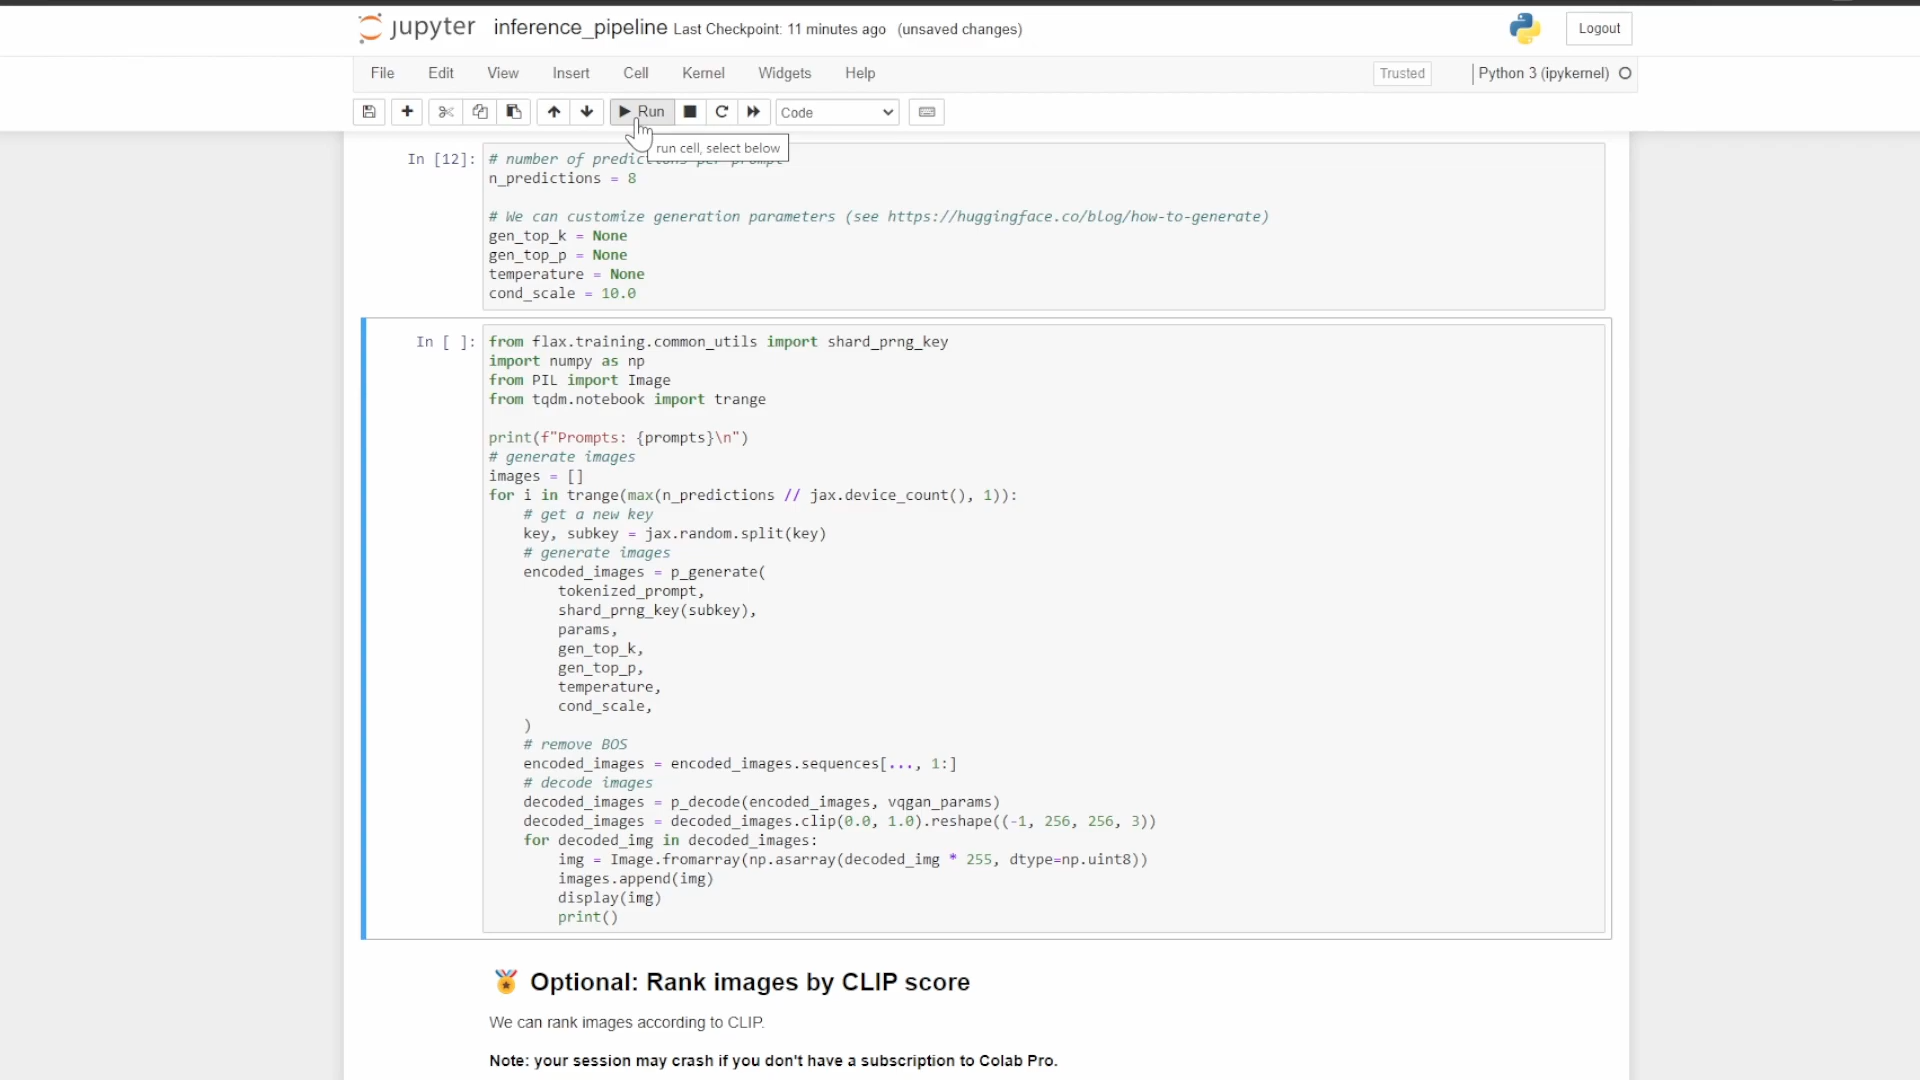 jupyter inference_pipeline Last Checkpoint: 11 minutes ago (unsaved changes) Logout
File Edit View Insert Cell Kernel Widgets Help Trusted Python 3 (ipykernel)
Run Code
run cell, select below
In [12]: # number of predictions per prompt
n_predictions = 8
# We can customize generation parameters (see https://huggingface.co/blog/how-to-generate)
gen_top_k = None
gen_top_p = None
temperature = None
cond_scale = 10.0
In [ ]: from flax.training.common_utils import shard_prng_key
import numpy as np
from PIL import Image
from tqdm.notebook import trange
print(f"Prompts: {prompts}\n")
# generate images
images = []
for i in trange(max(n_predictions // jax.device_count(), 1)):
# get a new key
key, subkey = jax.random.split(key)
# generate images
encoded_images = p_generate(
tokenized_prompt,
shard_prng_key(subkey),
params,
gen_top_k,
gen_top_p,
temperature,
cond_scale,
)
# remove BOS
encoded_images = encoded_images.sequences[..., 1:]
# decode images
decoded_images = p_decode(encoded_images, vqgan_params)
decoded_images = decoded_images.clip(0.0, 1.0).reshape((-1, 256, 256, 3))
for decoded_img in decoded_images:
img = Image.fromarray(np.asarray(decoded_img * 255, dtype=np.uint8))
images.append(img)
display(img)
print()
Optional: Rank images by CLIP score
We can rank images according to CLIP.
Note: your session may crash if you don't have a subscription to Colab Pro.